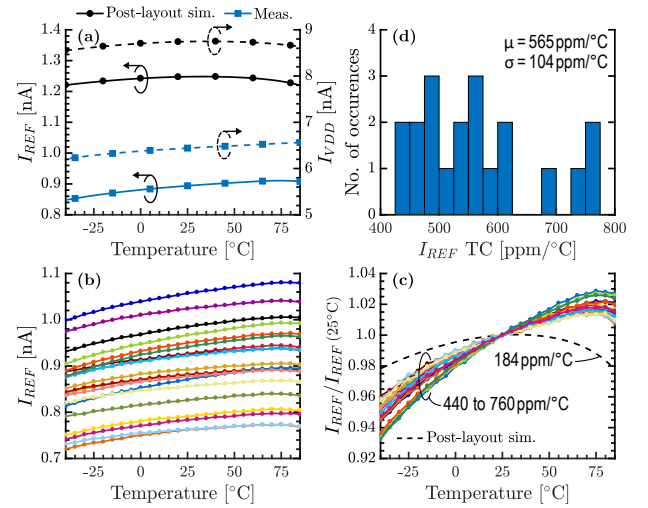 Post-layout sim. Meas.
(a)
1.4
1.3
1.2
1.1
1.0
0.9
0.8
I_REF [nA]
9
8
7
6
5
I_VDD [nA]
-25 0 25 50 75
Temperature [°C]
(d)
μ = 565 ppm/°C
σ = 104 ppm/°C
4
3
2
1
0
No. of occurences
400 500 600 700 800
I_REF TC [ppm/°C]
(b)
1.1
1.0
0.9
0.8
0.7
I_REF [nA]
-25 0 25 50 75
Temperature [°C]
(c)
1.04
1.02
1.00
0.98
0.96
0.94
0.92
I_REF/I_REF (25°C)
184 ppm/°C
440 to 760 ppm/°C
Post-layout sim.
-25 0 25 50 75
Temperature [°C]